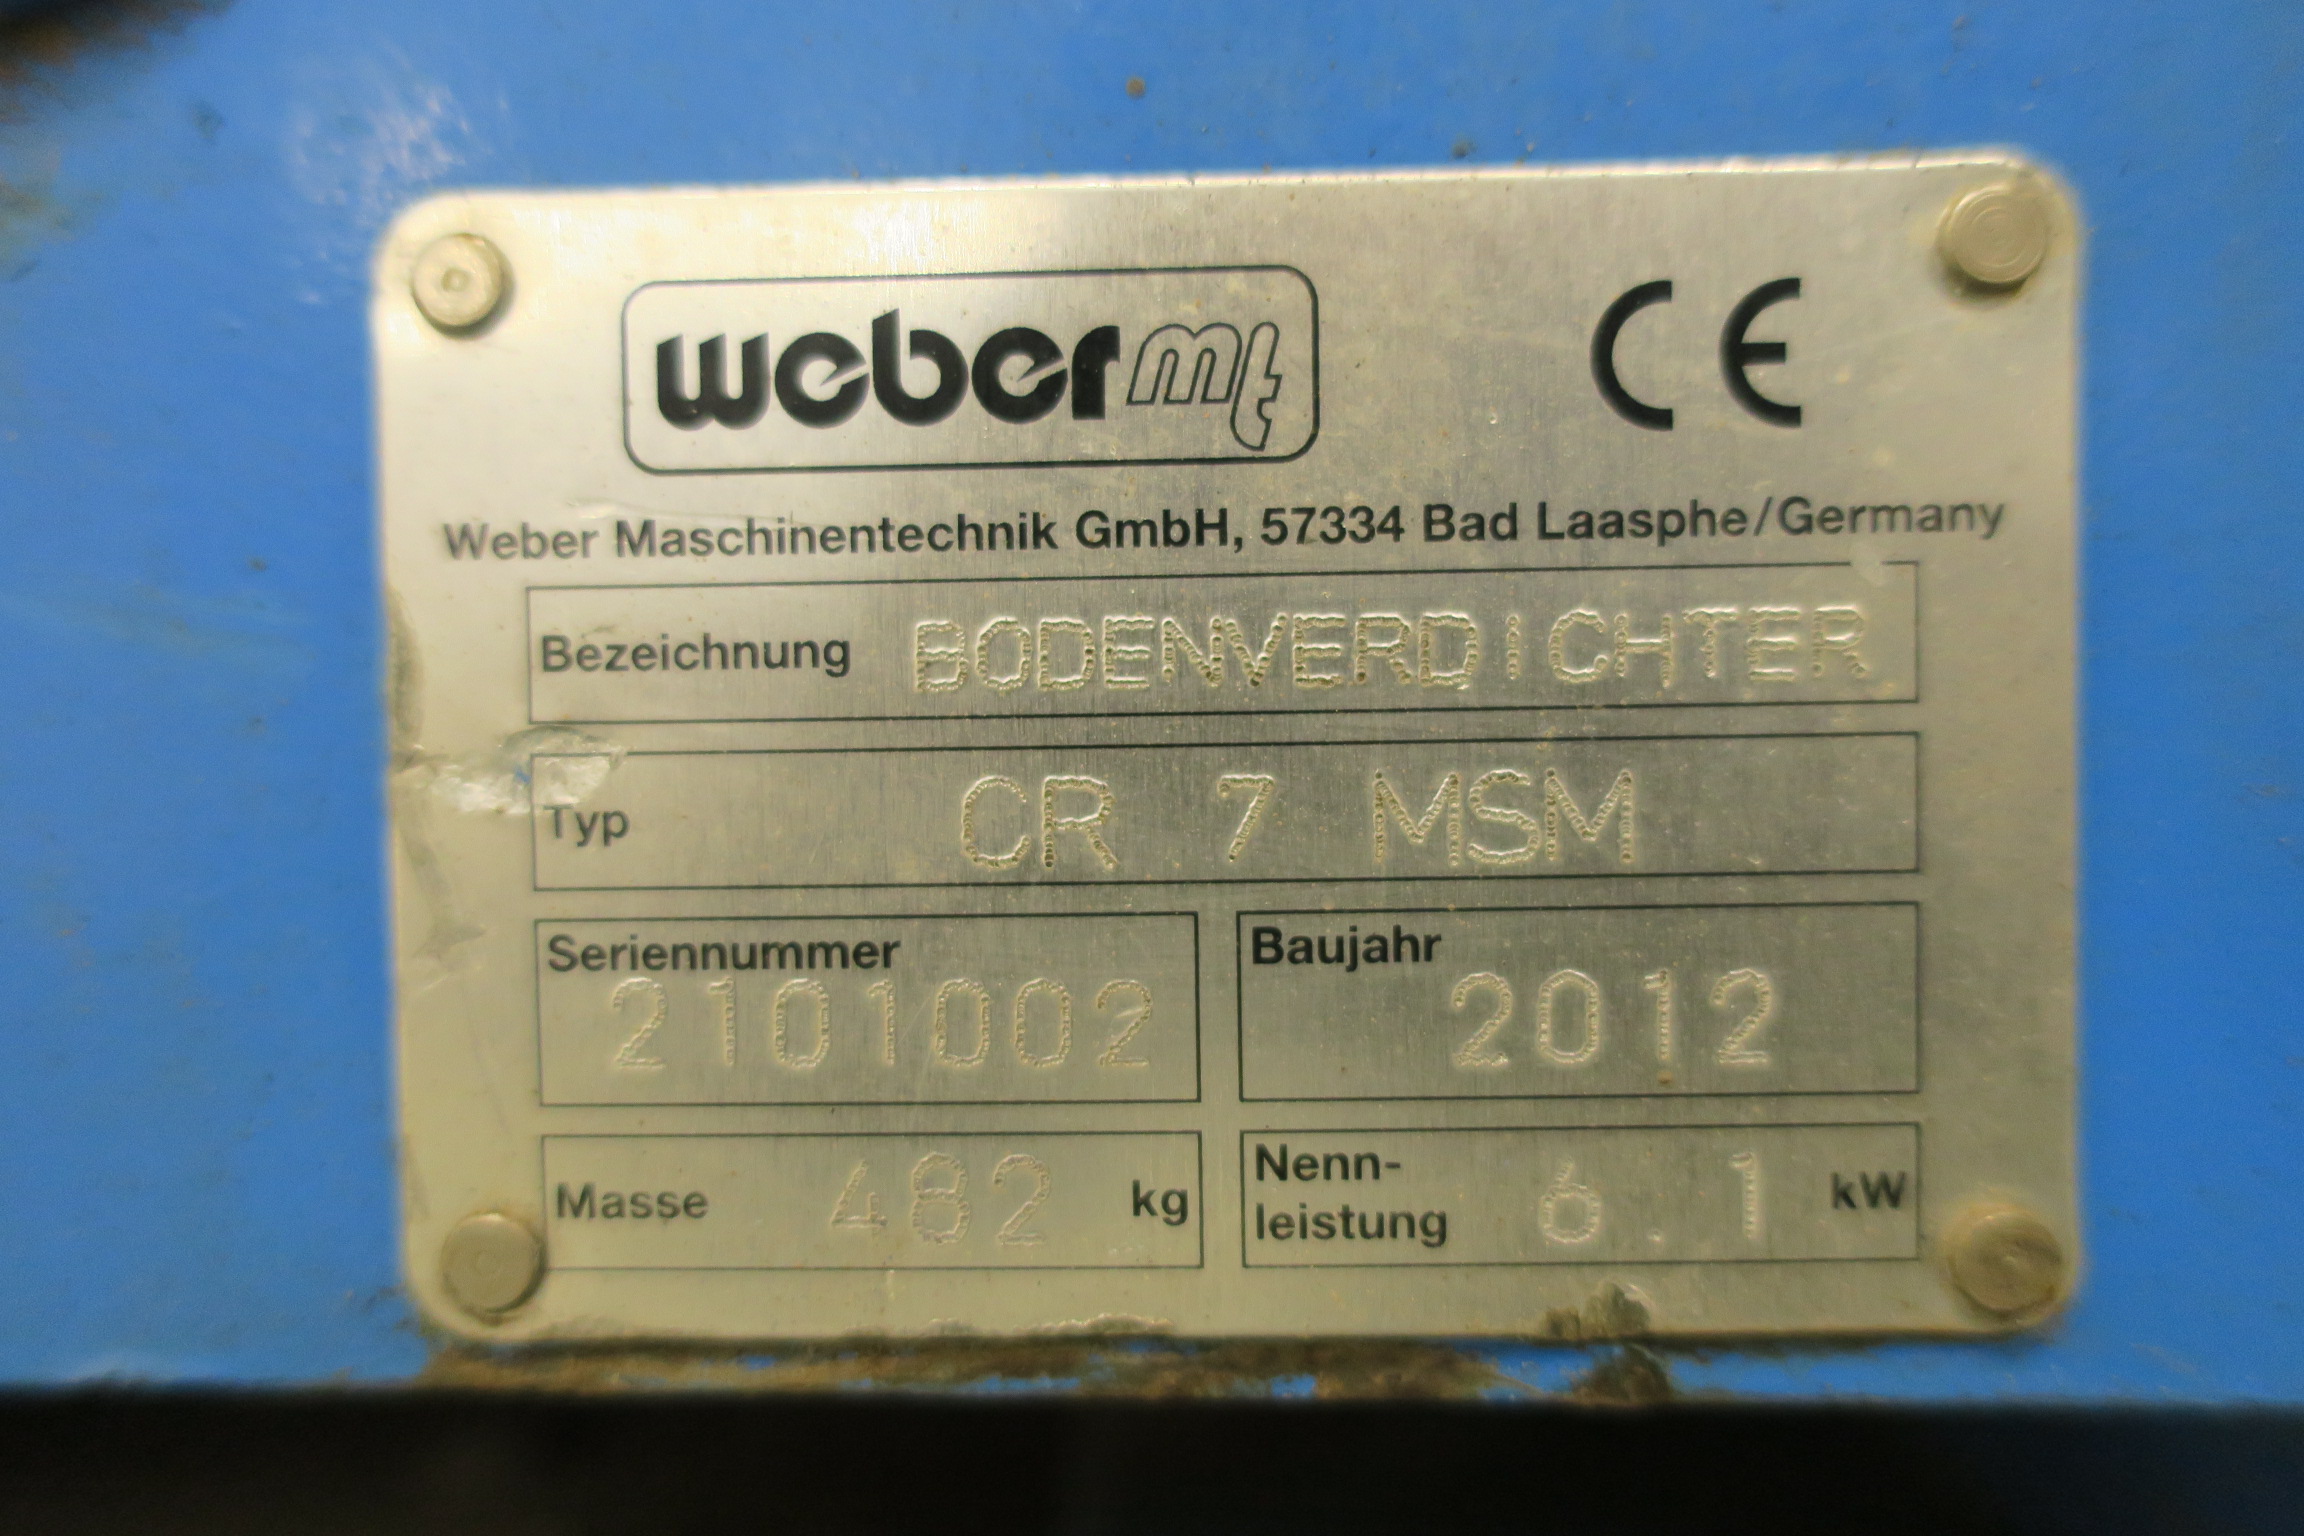 weber mt CE
Weber Maschinentechnik GmbH, 57334 Bad Laasphe/Germany
Bezeichnung BODENVERDICHTER
Typ CR 7 MSM
Seriennummer Baujahr
2101002 2012
Masse 482 kg
Nenn-
leistung 6.1 kW